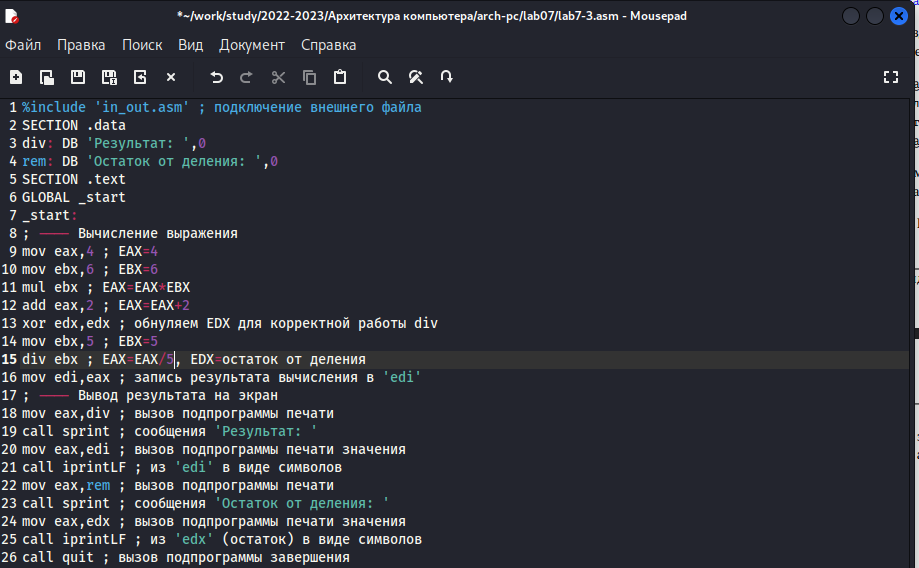 *~/work/study/2022-2023/Архитектура компьютера/arch-pc/lab07/lab7-3.asm - Mousepad
Файл Правка Поиск Вид Документ Справка
1 %include 'in_out.asm' ; подключение внешнего файла
2 SECTION .data
3 div: DB 'Результат: ',0
4 rem: DB 'Остаток от деления: ',0
5 SECTION .text
6 GLOBAL _start
7 _start:
8 ; ---- Вычисление выражения
9 mov eax,4 ; EAX=4
10 mov ebx,6 ; EBX=6
11 mul ebx ; EAX=EAX*EBX
12 add eax,2 ; EAX=EAX+2
13 xor edx,edx ; обнуляем EDX для корректной работы div
14 mov ebx,5 ; EBX=5
15 div ebx ; EAX=EAX/5, EDX=остаток от деления
16 mov edi,eax ; запись результата вычисления в 'edi'
17 ; ---- Вывод результата на экран
18 mov eax,div ; вызов подпрограммы печати
19 call sprint ; сообщения 'Результат: '
20 mov eax,edi ; вызов подпрограммы печати значения
21 call iprintLF ; из 'edi' в виде символов
22 mov eax,rem ; вызов подпрограммы печати
23 call sprint ; сообщения 'Остаток от деления: '
24 mov eax,edx ; вызов подпрограммы печати значения
25 call iprintLF ; из 'edx' (остаток) в виде символов
26 call quit ; вызов подпрограммы завершения